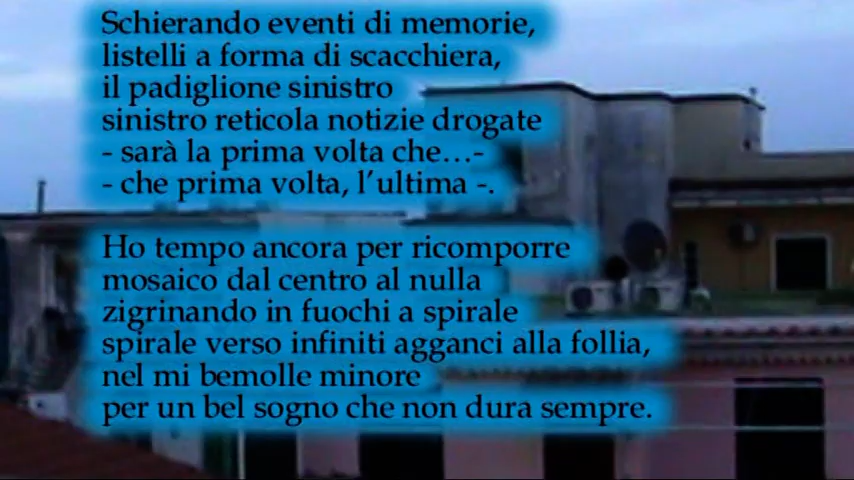 Schierando eventi di memorie,
listelli a forma di scacchiera,
il padiglione sinistro
sinistro reticola notizie drogate
- sarà la prima volta che…-
- che prima volta, l’ultima -.
Ho tempo ancora per ricomporre
mosaico dal centro al nulla
zigrinando in fuochi a spirale
spirale verso infiniti agganci alla follia,
nel mi bemolle minore
per un bel sogno che non dura sempre.